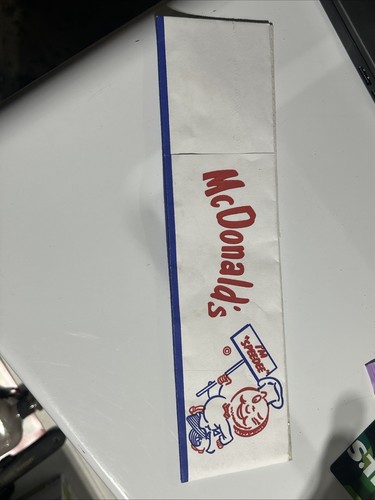 McDonald's
©
I'M
"SPEEDEE
S.T